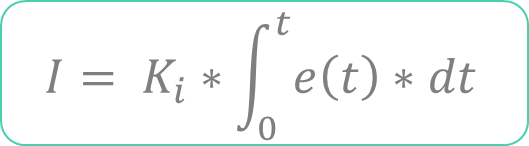 I = K_i * ∫_0^t e(t) * dt